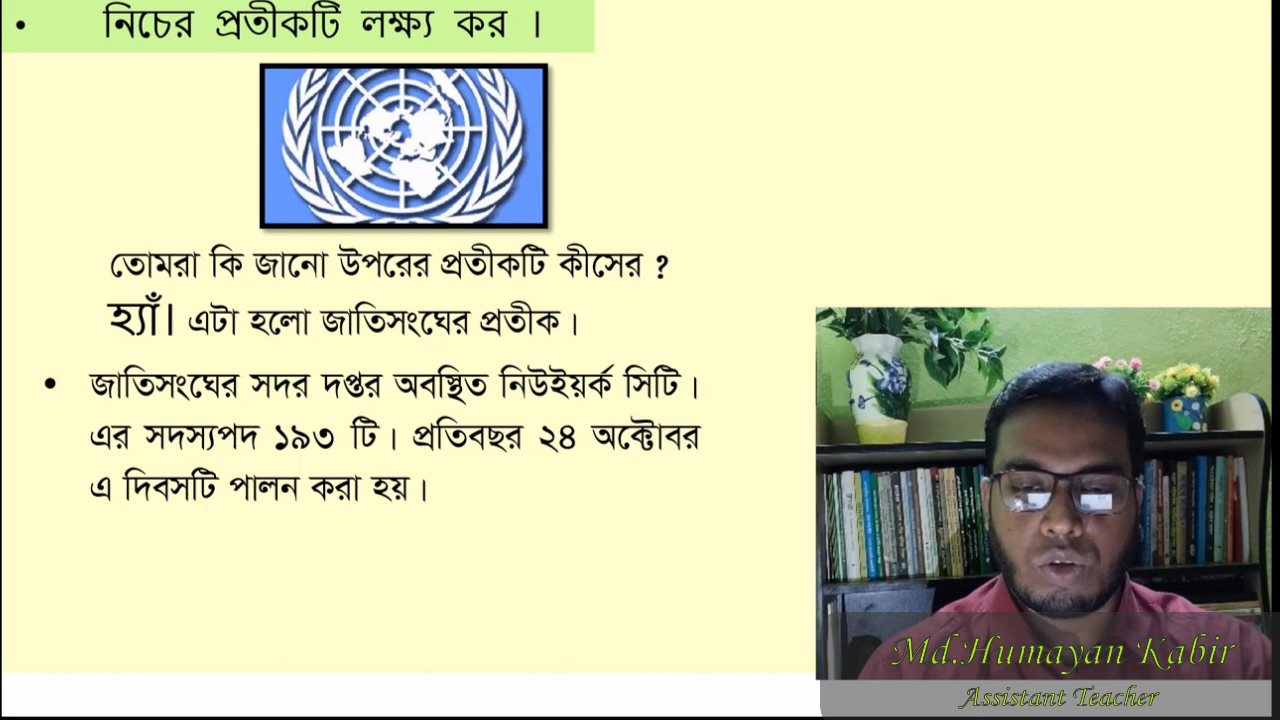 • নিচের প্রতীকটি লক্ষ্য কর ।
তোমরা কি জানো উপরের প্রতীকটি কীসের ?
হ্যাঁ। এটা হলো জাতিসংঘের প্রতীক।
• জাতিসংঘের সদর দপ্তর অবস্থিত নিউইয়র্ক সিটি।
এর সদস্যপদ ১৯৩ টি। প্রতিবছর ২৪ অক্টোবর
এ দিবসটি পালন করা হয়।
Md.Humayan Kabir
Assistant Teacher